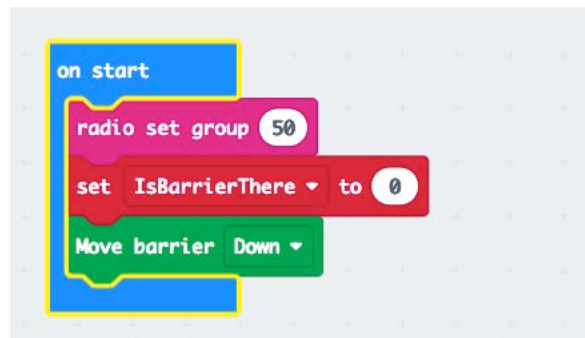 on start
radio set group 50
set IsBarrierThere to 0
Move barrier Down